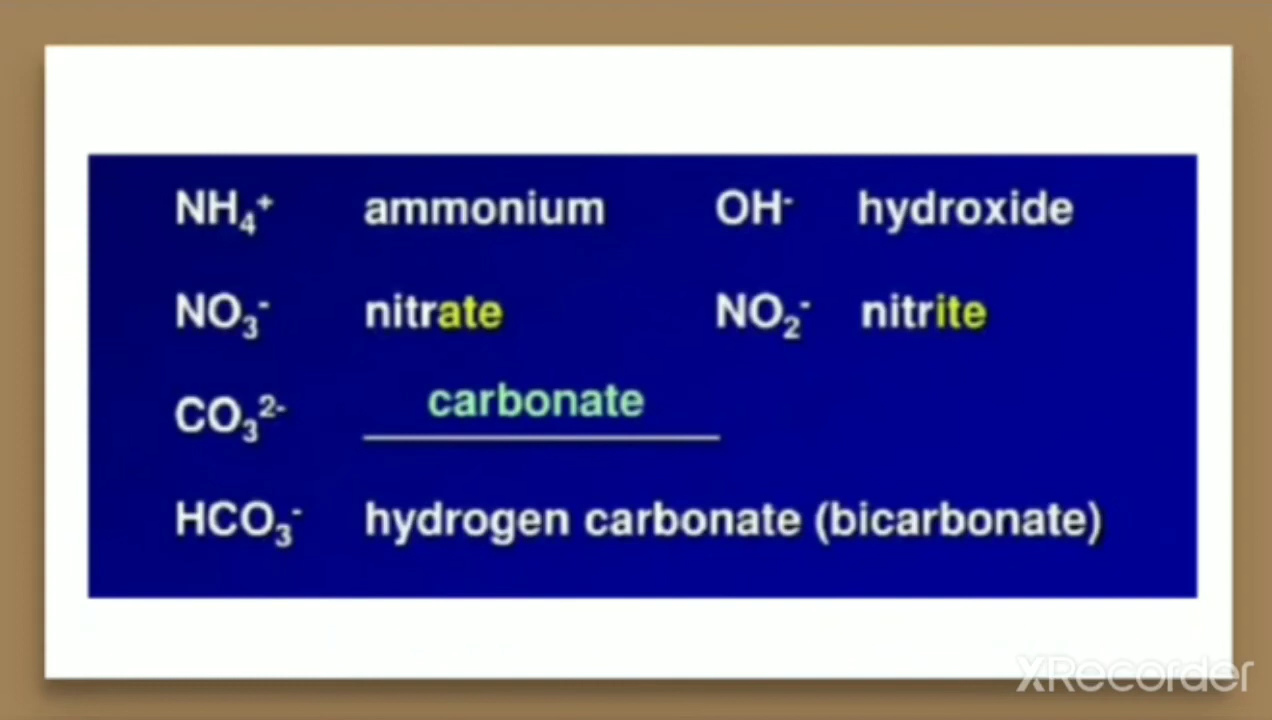 NH₄⁺ ammonium OH⁻ hydroxide
NO₃⁻ nitrate NO₂⁻ nitrite
CO₃²⁻ carbonate
HCO₃⁻ hydrogen carbonate (bicarbonate)
XRecorder